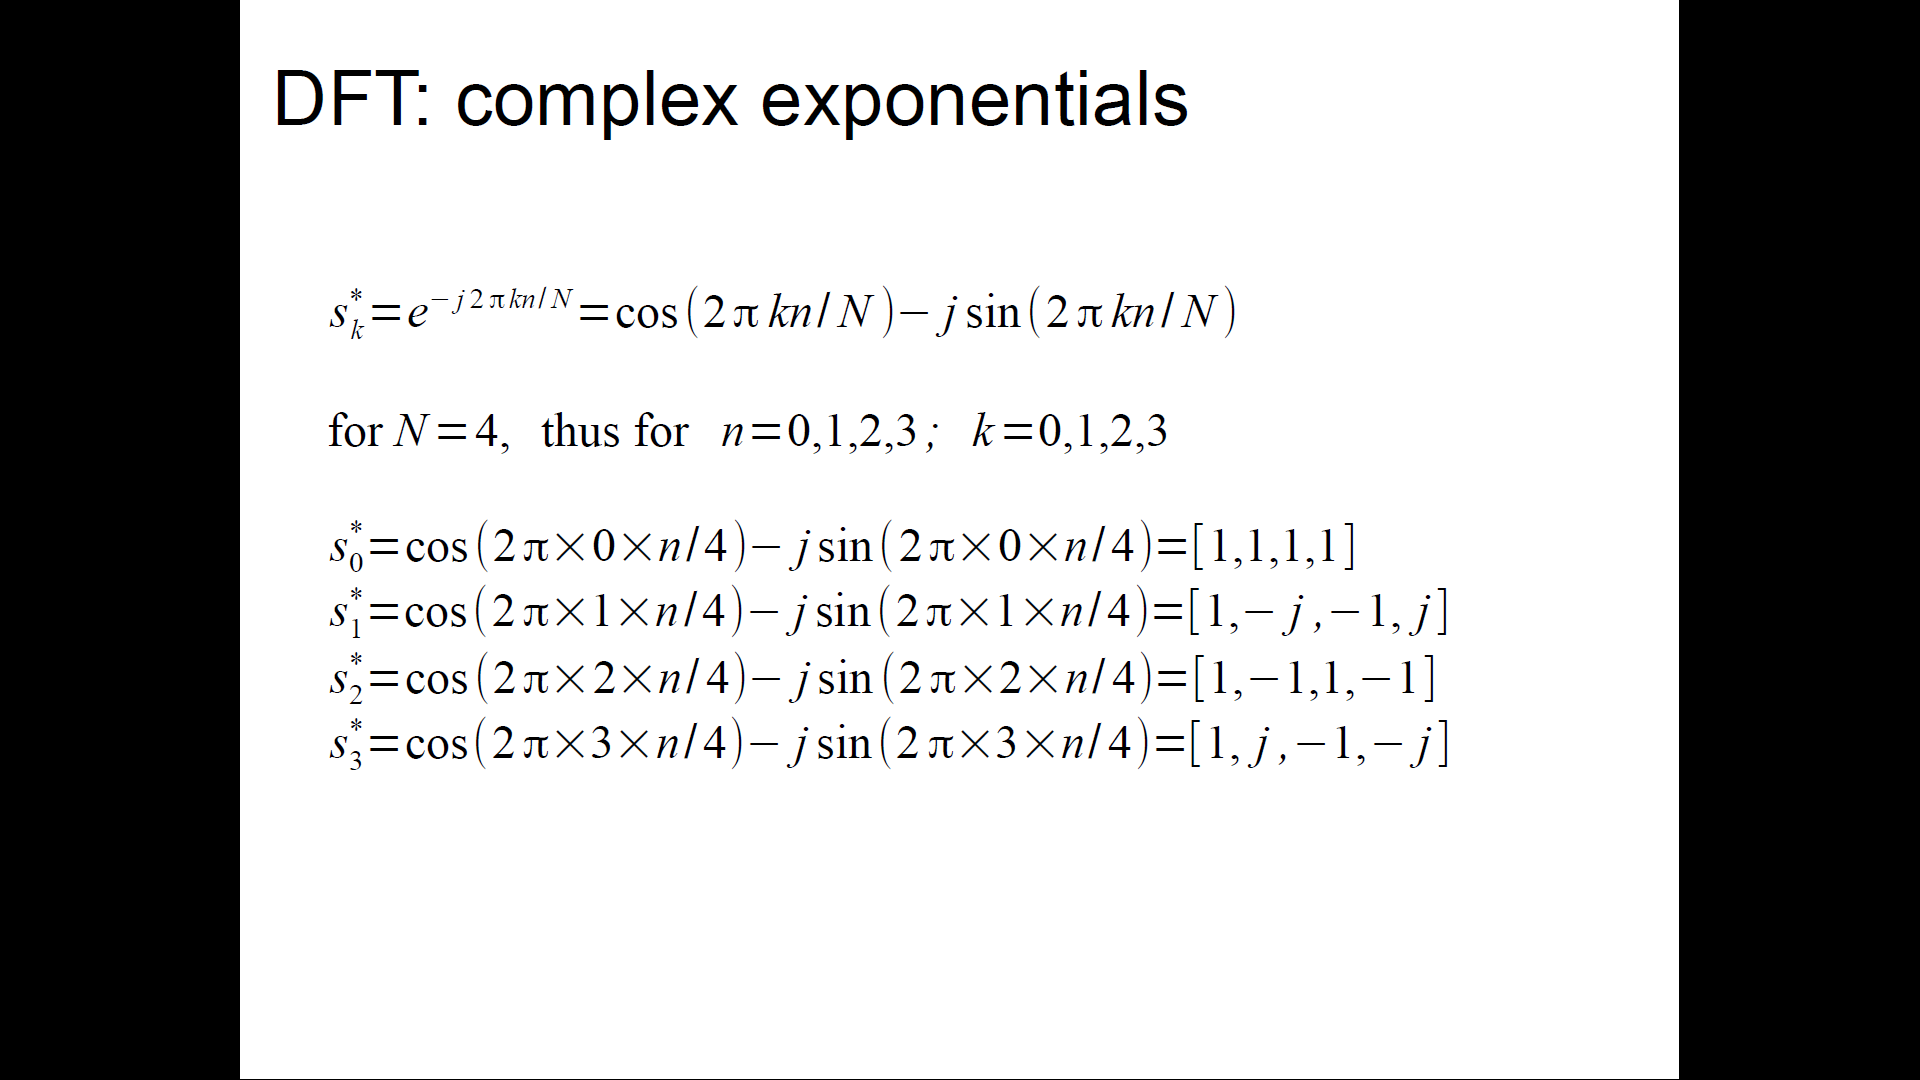 DFT: complex exponentials
s*ₖ=e^(−j2πkn/N)=cos(2πkn/N)−j sin(2πkn/N)
for N=4, thus for n=0,1,2,3; k=0,1,2,3
s*₀=cos(2π×0×n/4)−j sin(2π×0×n/4)=[1,1,1,1]
s*₁=cos(2π×1×n/4)−j sin(2π×1×n/4)=[1,−j,−1,j]
s*₂=cos(2π×2×n/4)−j sin(2π×2×n/4)=[1,−1,1,−1]
s*₃=cos(2π×3×n/4)−j sin(2π×3×n/4)=[1,j,−1,−j]